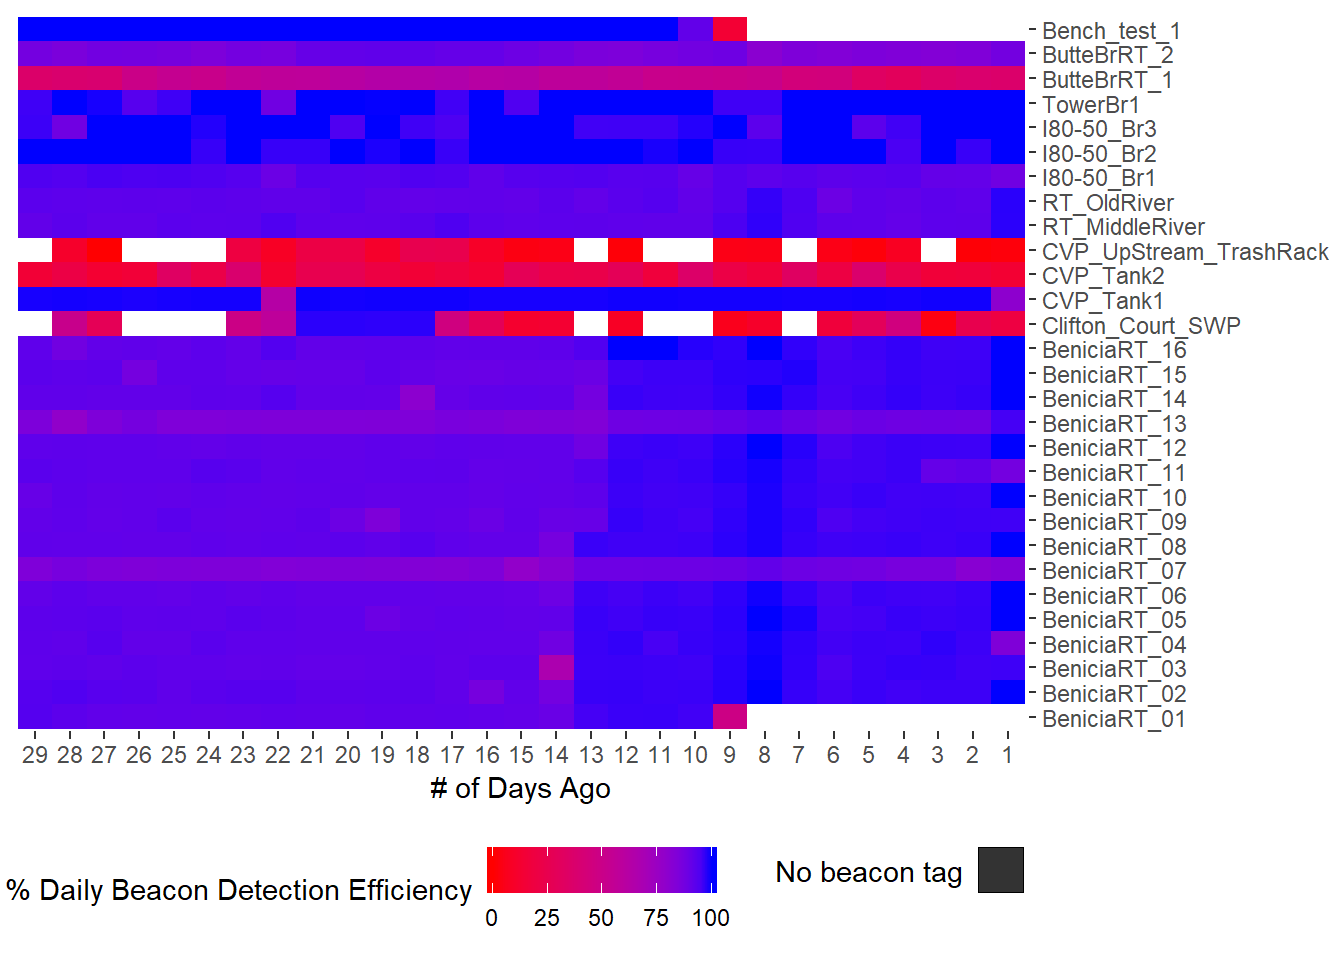 Bench_test_1
ButteBrRT_2
ButteBrRT_1
TowerBr1
I80-50_Br3
I80-50_Br2
I80-50_Br1
RT_OldRiver
RT_MiddleRiver
CVP_UpStream_TrashRack
CVP_Tank2
CVP_Tank1
Clifton_Court_SWP
BeniciaRT_16
BeniciaRT_15
BeniciaRT_14
BeniciaRT_13
BeniciaRT_12
BeniciaRT_11
BeniciaRT_10
BeniciaRT_09
BeniciaRT_08
BeniciaRT_07
BeniciaRT_06
BeniciaRT_05
BeniciaRT_04
BeniciaRT_03
BeniciaRT_02
BeniciaRT_01
29 28 27 26 25 24 23 22 21 20 19 18 17 16 15 14 13 12 11 10 9 8 7 6 5 4 3 2 1
# of Days Ago
% Daily Beacon Detection Efficiency
0 25 50 75 100
No beacon tag